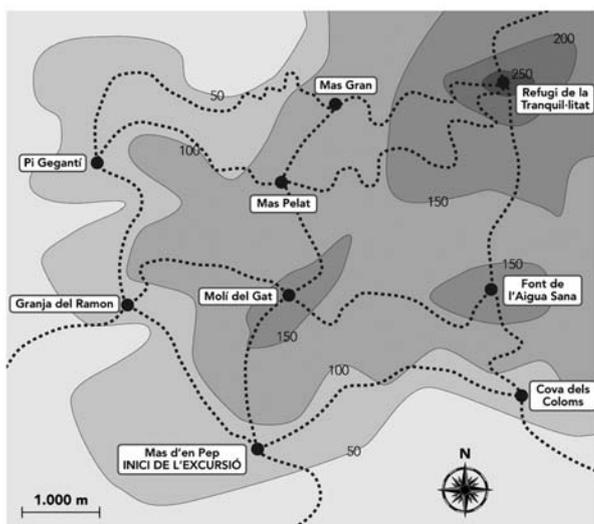 200
50
Mas Gran
250
Refugi de la
Tranquil·litat
Pi Gegantí
100
Mas Pelat
150
150
Granja del Ramon
Molí del Gat
Font de
l'Aigua Sana
150
100
Cova dels
Coloms
Mas d'en Pep
INICI DE L'EXCURSIÓ
50
N
1.000 m